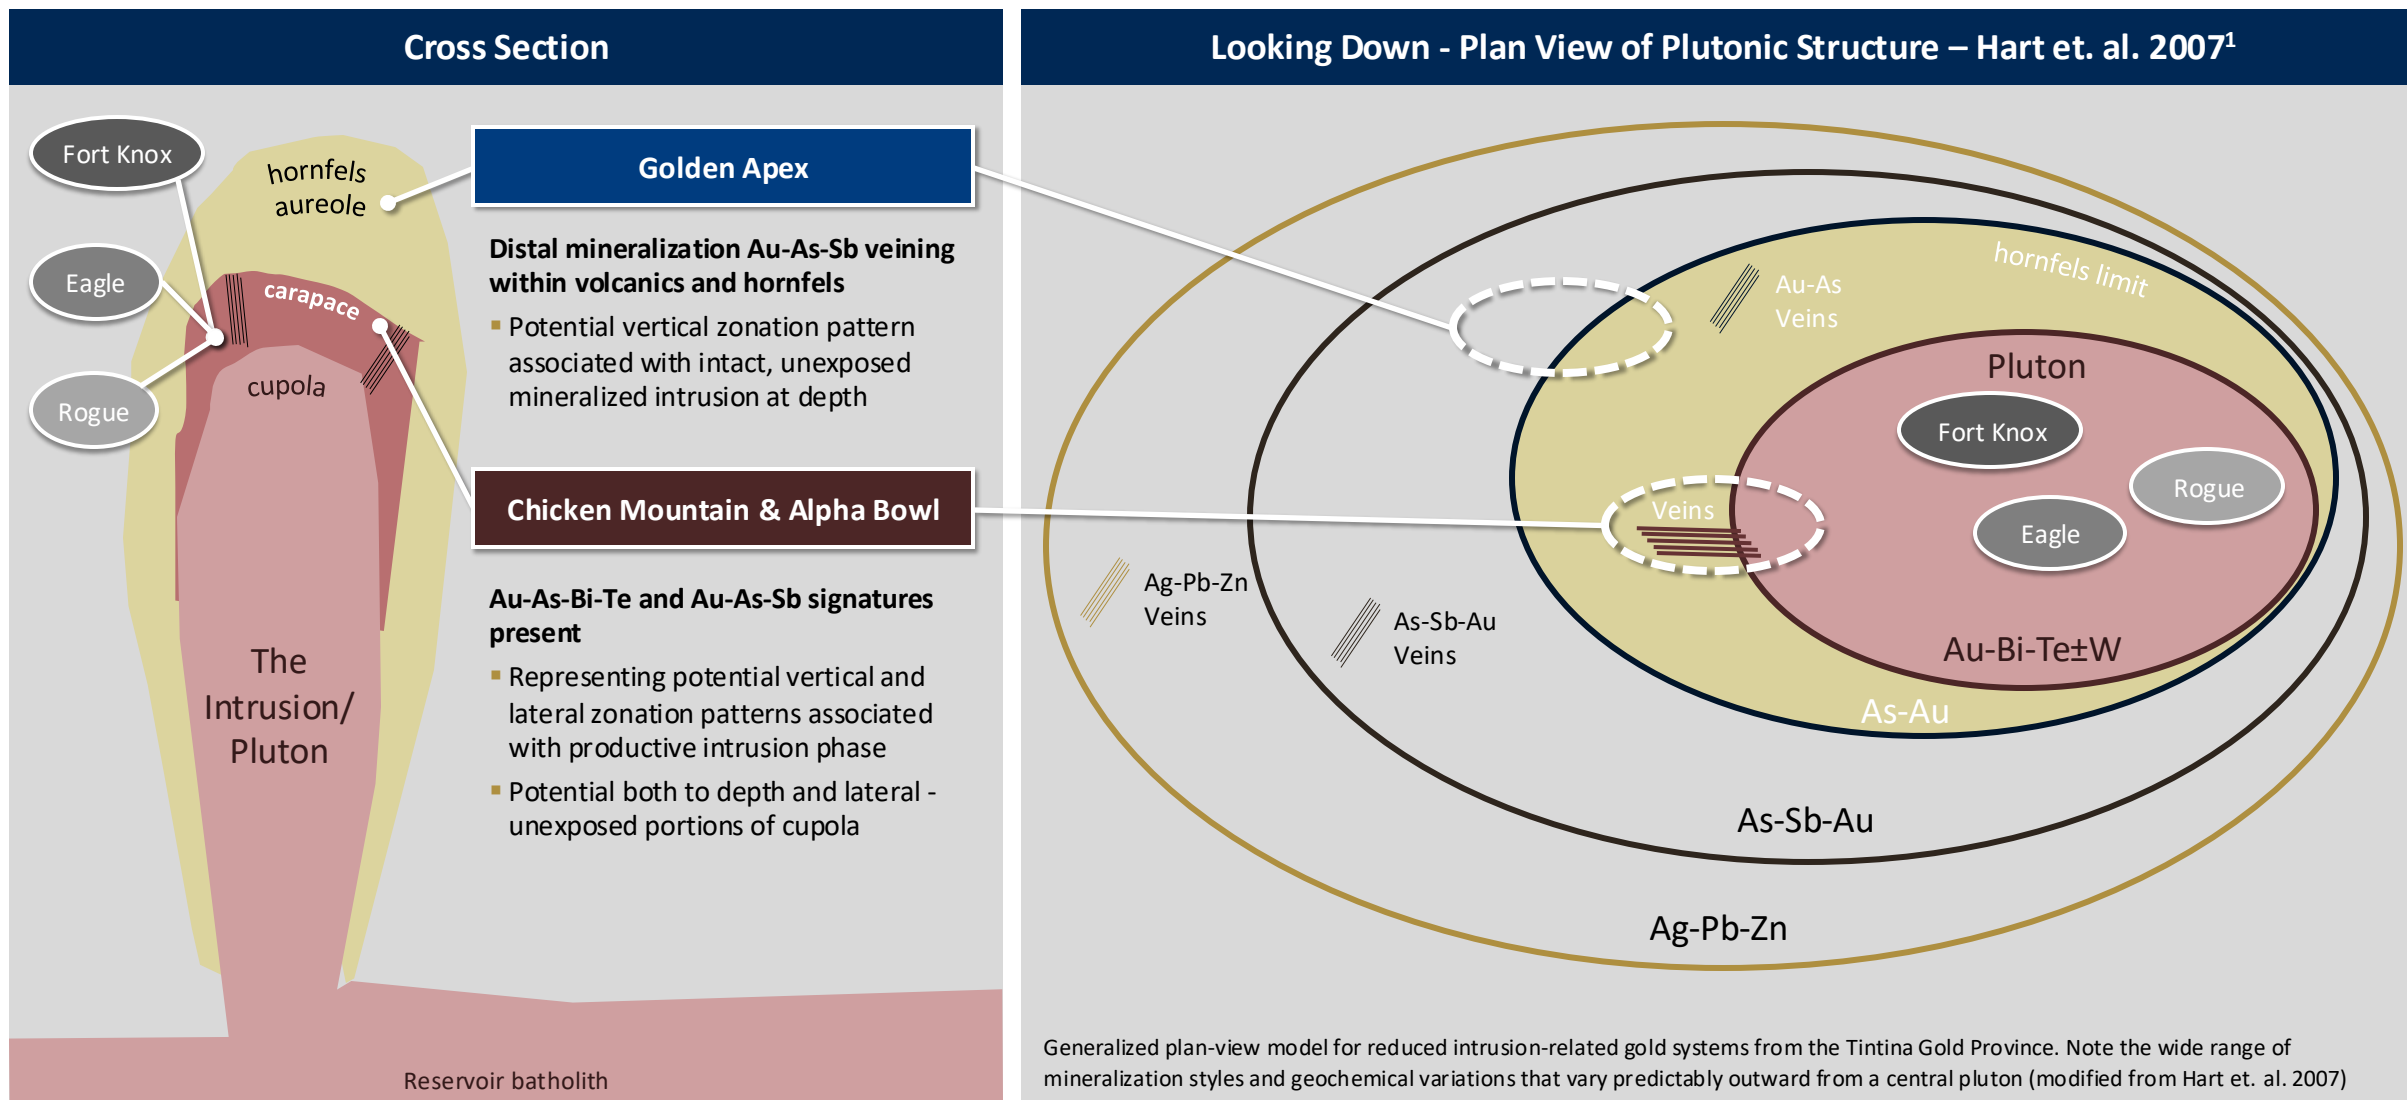 Cross Section
Fort Knox
Eagle
Rogue
hornfels
aureole
carapace
cupola
The
Intrusion/
Pluton
Reservoir batholith
Golden Apex
Distal mineralization Au-As-Sb veining
within volcanics and hornfels
▪ Potential vertical zonation pattern
associated with intact, unexposed
mineralized intrusion at depth
Chicken Mountain & Alpha Bowl
Au-As-Bi-Te and Au-As-Sb signatures
present
▪ Representing potential vertical and
lateral zonation patterns associated
with productive intrusion phase
▪ Potential both to depth and lateral -
unexposed portions of cupola
Looking Down - Plan View of Plutonic Structure – Hart et. al. 2007¹
hornfels limit
Au-As
Veins
Pluton
Fort Knox
Rogue
Eagle
Veins
Au-Bi-Te±W
As-Au
Ag-Pb-Zn
Veins
As-Sb-Au
Veins
As-Sb-Au
Ag-Pb-Zn
Generalized plan-view model for reduced intrusion-related gold systems from the Tintina Gold Province. Note the wide range of
mineralization styles and geochemical variations that vary predictably outward from a central pluton (modified from Hart et. al. 2007)